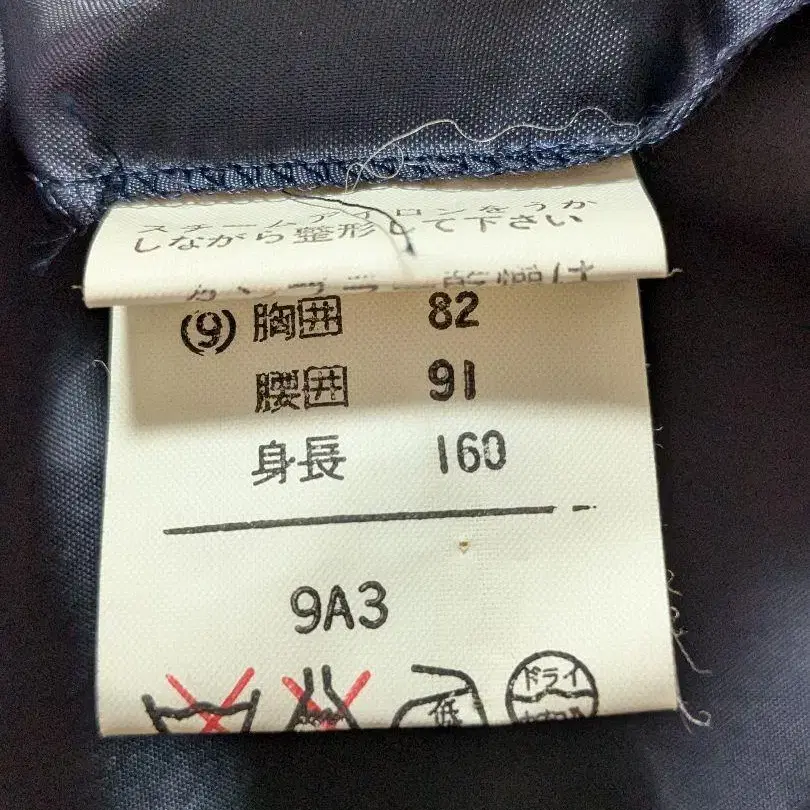 スチームアイロンをうか
しながら整形して下さい
(9) 胸囲 82
腰囲 91
身長 160
9A3
低
ドライ